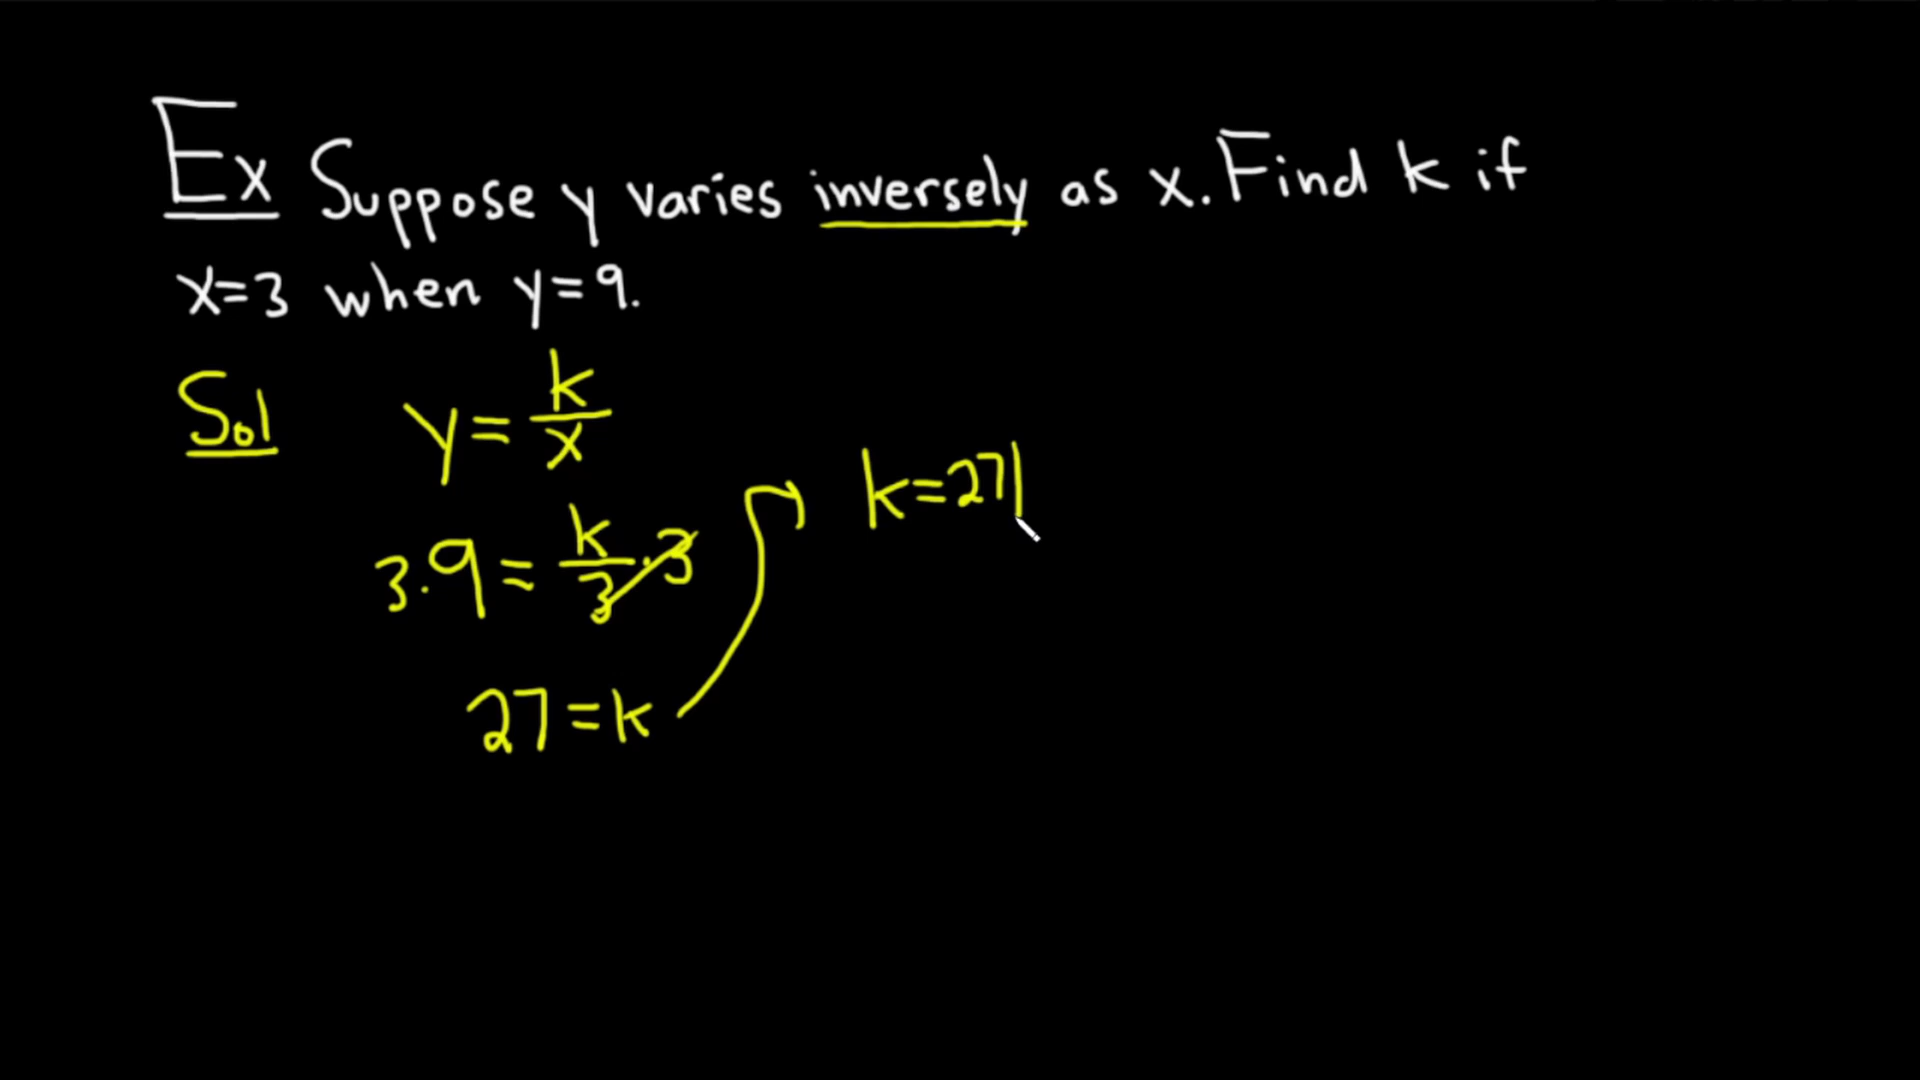 Ex Suppose y varies inversely as x. Find k if
x=3 when y=9.
Sol y = k/x
3.9 = k/3 . 3
27 = k
k=27